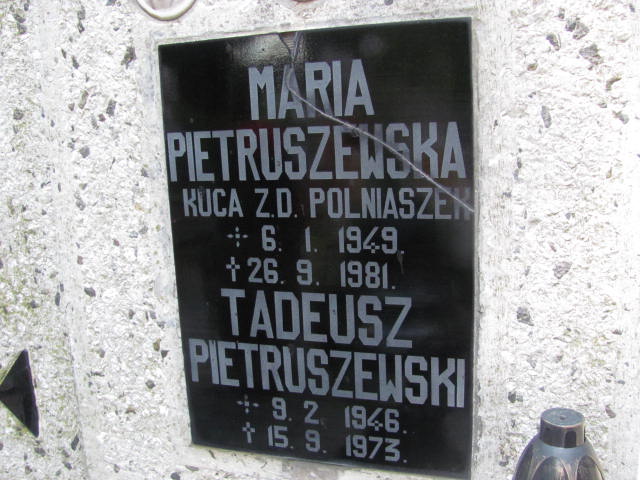 MARIA
PIETRUSZEWSKA
KUCA Z.D. POLNIASZEK
÷ 6. 1. 1949.
† 26. 9. 1981.
TADEUSZ
PIETRUSZEWSKI
÷ 9. 2. 1946.
† 15. 9. 1973.